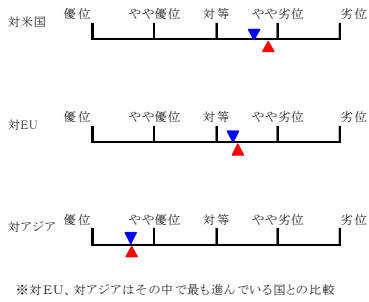 優位 やや優位 対等 やや劣位 劣位
対米国
優位 やや優位 対等 やや劣位 劣位
対EU
優位 やや優位 対等 やや劣位 劣位
対アジア
※対ＥＵ、対アジアはその中で最も進んでいる国との比較